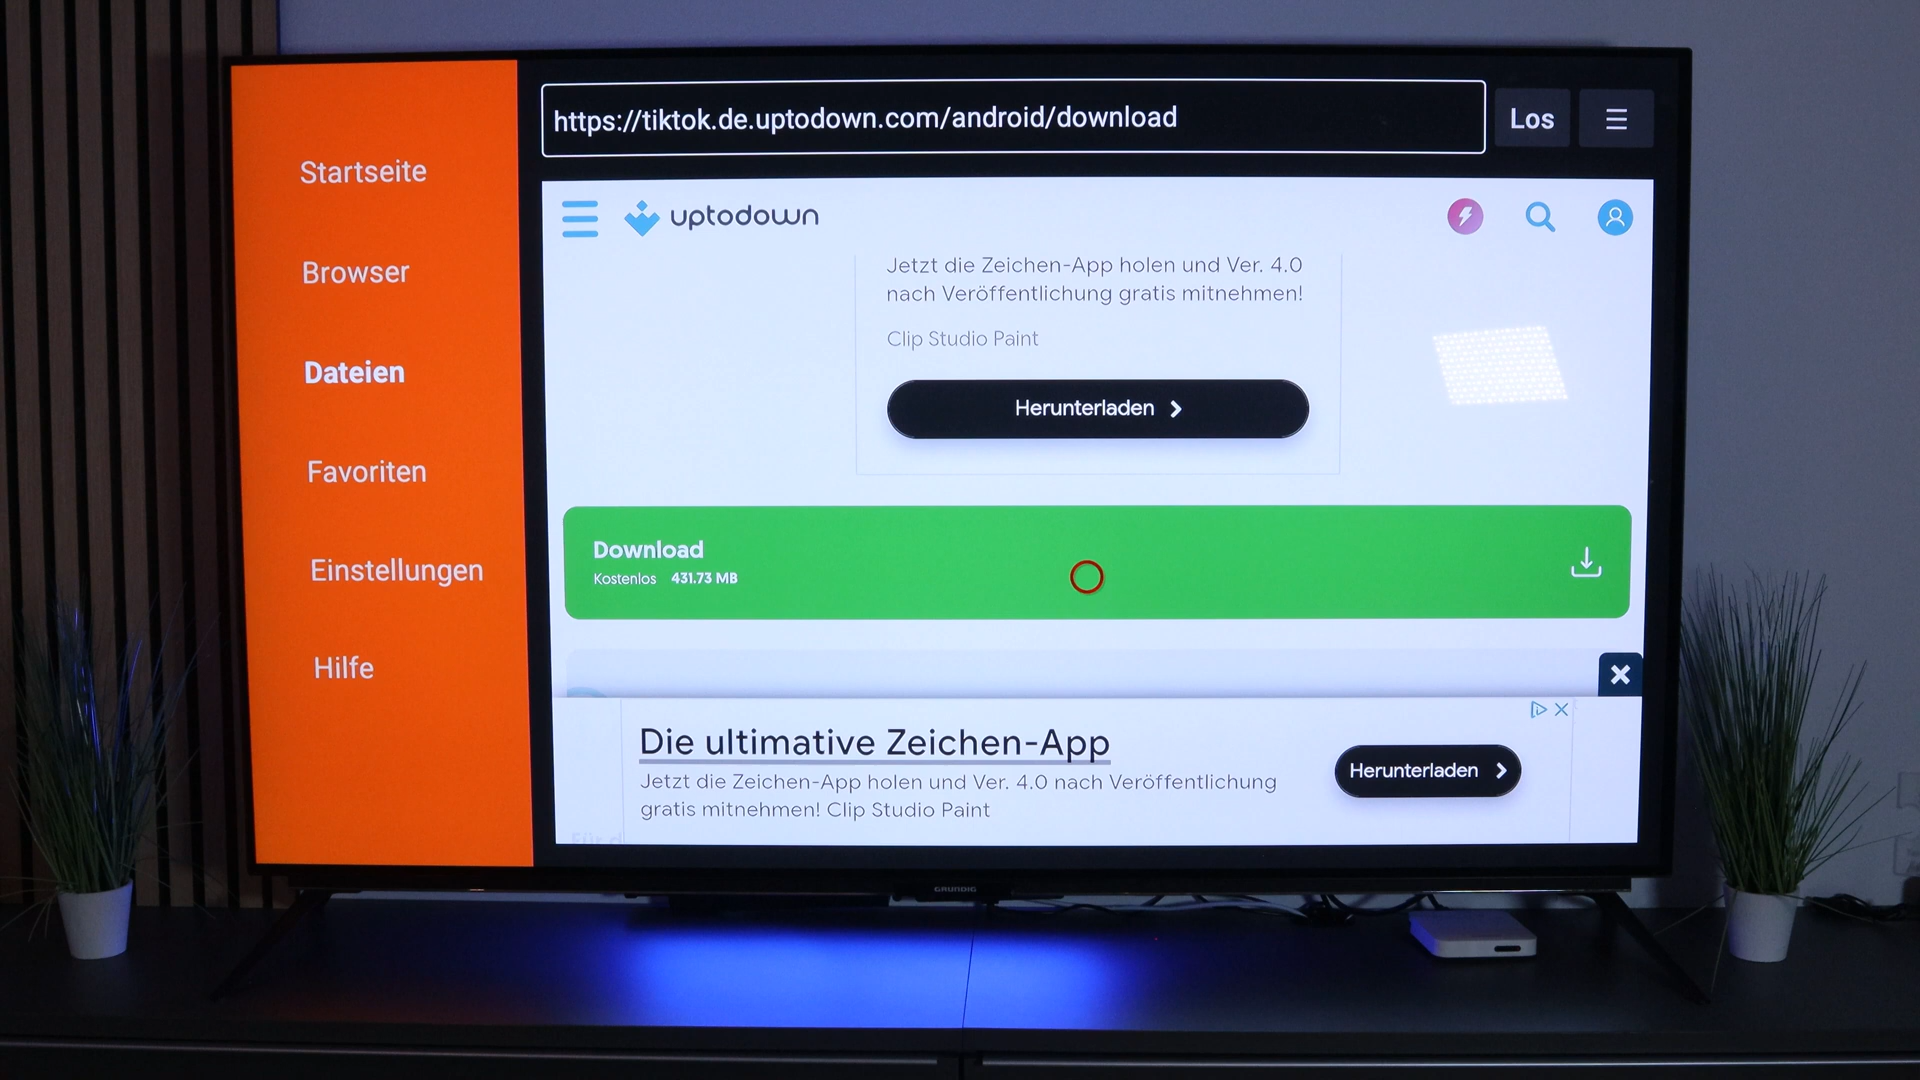 Startseite
Browser
Dateien
Favoriten
Einstellungen
Hilfe
https://tiktok.de.uptodown.com/android/download
Los
uptodown
Jetzt die Zeichen-App holen und Ver. 4.0
nach Veröffentlichung gratis mitnehmen!
Clip Studio Paint
Herunterladen
Download
Kostenlos 431.73 MB
Die ultimative Zeichen-App
Jetzt die Zeichen-App holen und Ver. 4.0 nach Veröffentlichung
gratis mitnehmen! Clip Studio Paint
Herunterladen
GRUNDIG